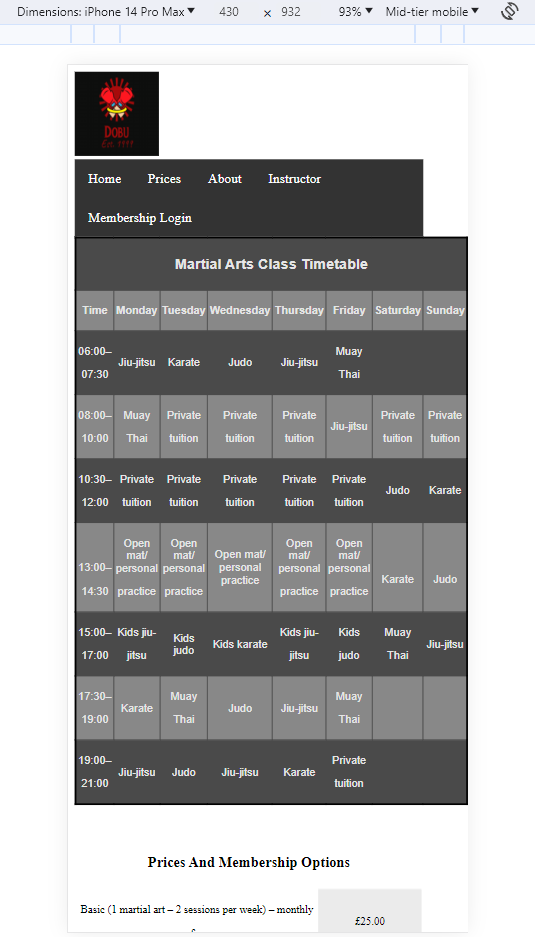 Dimensions: iPhone 14 Pro Max 430 × 932 93% Mid-tier mobile
DOBU
Est. 1999
Home Prices About Instructor
Membership Login
Martial Arts Class Timetable
Time Monday Tuesday Wednesday Thursday Friday Saturday Sunday
06:00– Muay
Jiu-jitsu Karate Judo Jiu-jitsu
07:30 Thai
08:00– Muay Private Private Private Private Private
Jiu-jitsu
10:00 Thai tuition tuition tuition tuition tuition
10:30– Private Private Private Private Private
Judo Karate
12:00 tuition tuition tuition tuition tuition
Open Open Open Open
mat/ mat/ Open mat/ mat/ mat/
13:00– personal personal personal personal personal
practice Karate Judo
14:30 practice practice practice practice
15:00– Kids jiu- Kids Kids jiu- Kids Muay
Kids karate Jiu-jitsu
17:00 jitsu judo jitsu judo Thai
17:30– Muay Muay
Karate Judo Jiu-jitsu
19:00 Thai Thai
19:00– Private
Jiu-jitsu Judo Jiu-jitsu Karate
21:00 tuition
Prices And Membership Options
Basic (1 martial art – 2 sessions per week) – monthly
£25.00